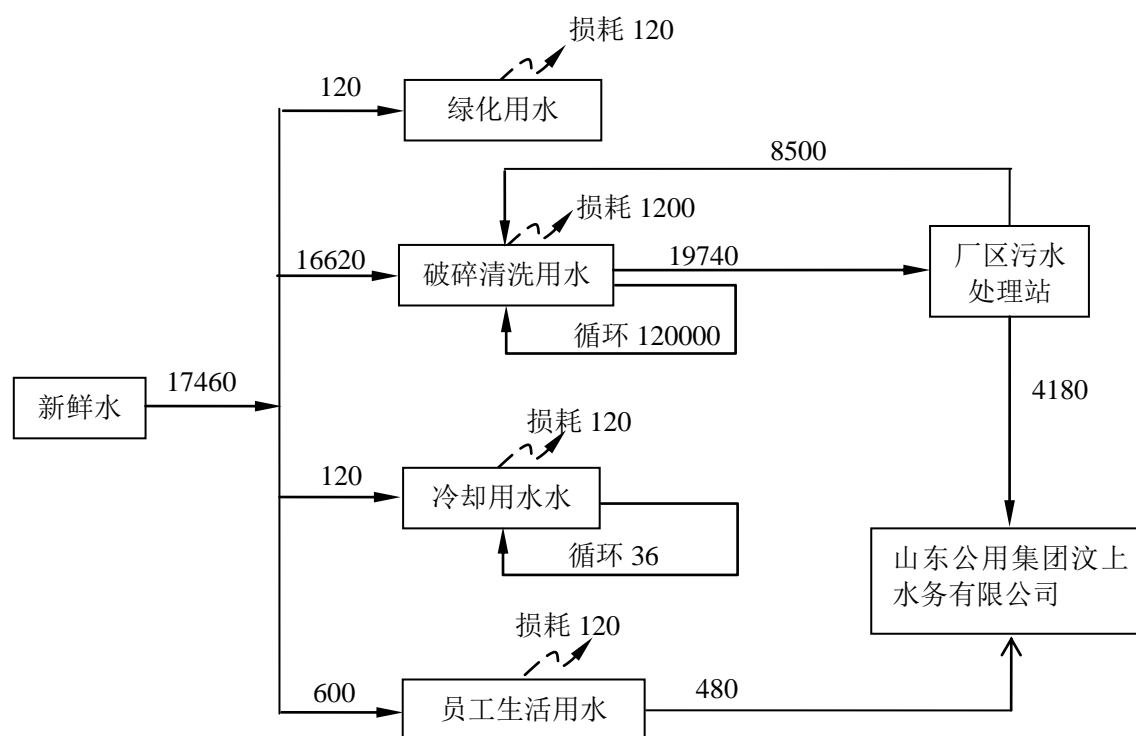 损耗 120
120
绿化用水
8500
损耗 1200
16620
破碎清洗用水
19740
厂区污水
处理站
循环 120000
新鲜水
17460
4180
损耗 120
120
冷却用水水
循环 36
山东公用集团汶上
水务有限公司
损耗 120
600
员工生活用水
480